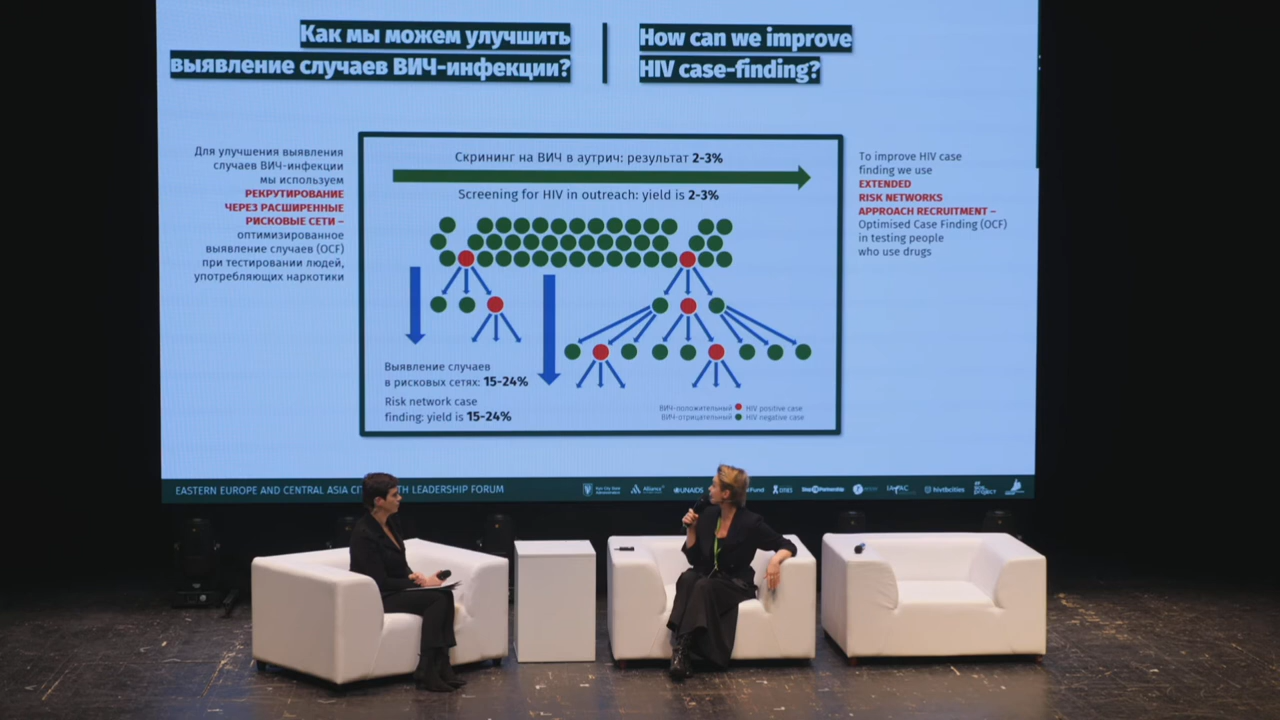 Как мы можем улучшить
выявление случаев ВИЧ-инфекции?
How can we improve
HIV case-finding?
Для улучшения выявления
случаев ВИЧ-инфекции
мы используем
РЕКРУТИРОВАНИЕ
ЧЕРЕЗ РАСШИРЕННЫЕ
РИСКОВЫЕ СЕТИ –
оптимизированное
выявление случаев (OCF)
при тестировании людей,
употребляющих наркотики
Скрининг на ВИЧ в аутрич: результат 2-3%
Screening for HIV in outreach: yield is 2-3%
Выявление случаев
в рисковых сетях: 15-24%
Risk network case
finding: yield is 15-24%
ВИЧ-положительный HIV positive case
ВИЧ-отрицательный HIV negative case
To improve HIV case
finding we use
EXTENDED
RISK NETWORKS
APPROACH RECRUITMENT –
Optimised Case Finding (OCF)
in testing people
who use drugs
EASTERN EUROPE AND CENTRAL ASIA
LEADERSHIP FORUM
Alliance
UNAIDS
hivtbcities